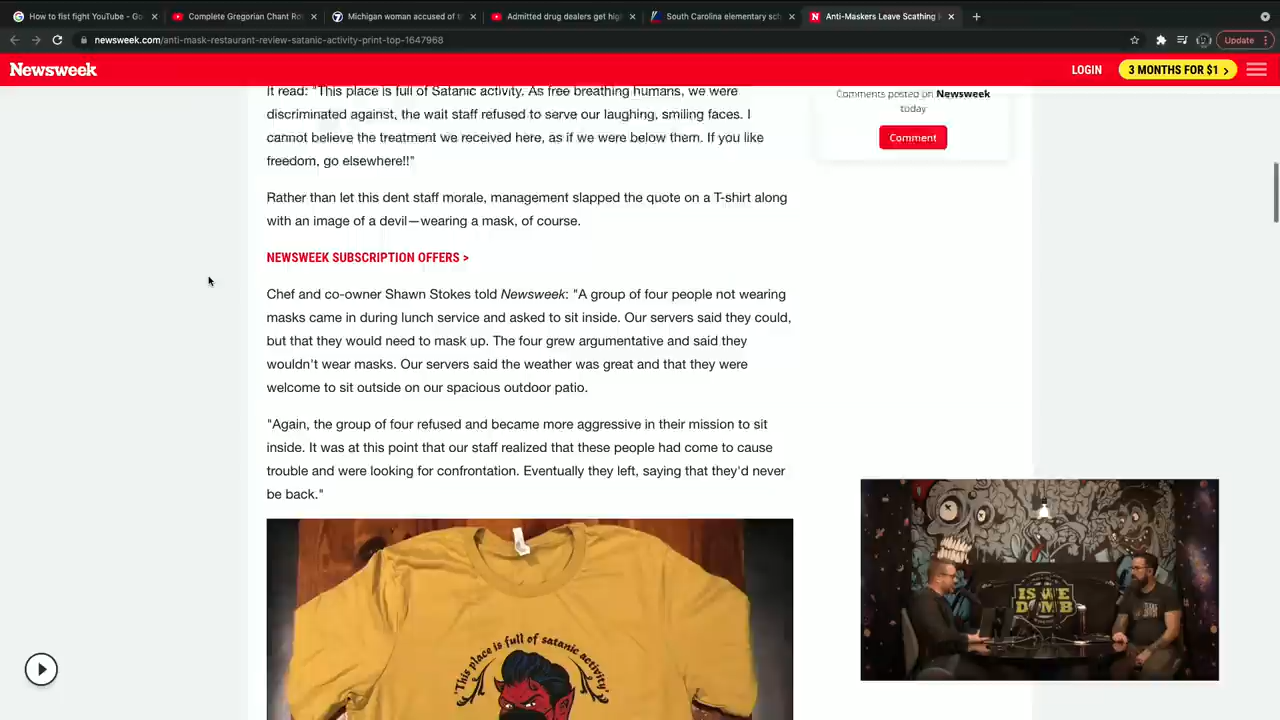 How to fist fight YouTube - Go
Complete Gregorian Chant Ro
Michigan woman accused of t
Admitted drug dealers get hig
South Carolina elementary sch
Anti-Maskers Leave Scathing
newsweek.com/anti-mask-restaurant-review-satanic-activity-print-top-1647968
Update
Newsweek
LOGIN
3 MONTHS FOR $1 >
It read: "This place is full of Satanic activity. As free breathing humans, we were
discriminated against, the wait staff refused to serve our laughing, smiling faces. I
cannot believe the treatment we received here, as if we were below them. If you like
freedom, go elsewhere!!"
Comments posted on Newsweek
today
Comment
Rather than let this dent staff morale, management slapped the quote on a T-shirt along
with an image of a devil—wearing a mask, of course.
NEWSWEEK SUBSCRIPTION OFFERS >
Chef and co-owner Shawn Stokes told Newsweek: "A group of four people not wearing
masks came in during lunch service and asked to sit inside. Our servers said they could,
but that they would need to mask up. The four grew argumentative and said they
wouldn't wear masks. Our servers said the weather was great and that they were
welcome to sit outside on our spacious outdoor patio.
"Again, the group of four refused and became more aggressive in their mission to sit
inside. It was at this point that our staff realized that these people had come to cause
trouble and were looking for confrontation. Eventually they left, saying that they'd never
be back."
"This place is full of satanic activity"
IS WE
DUMB